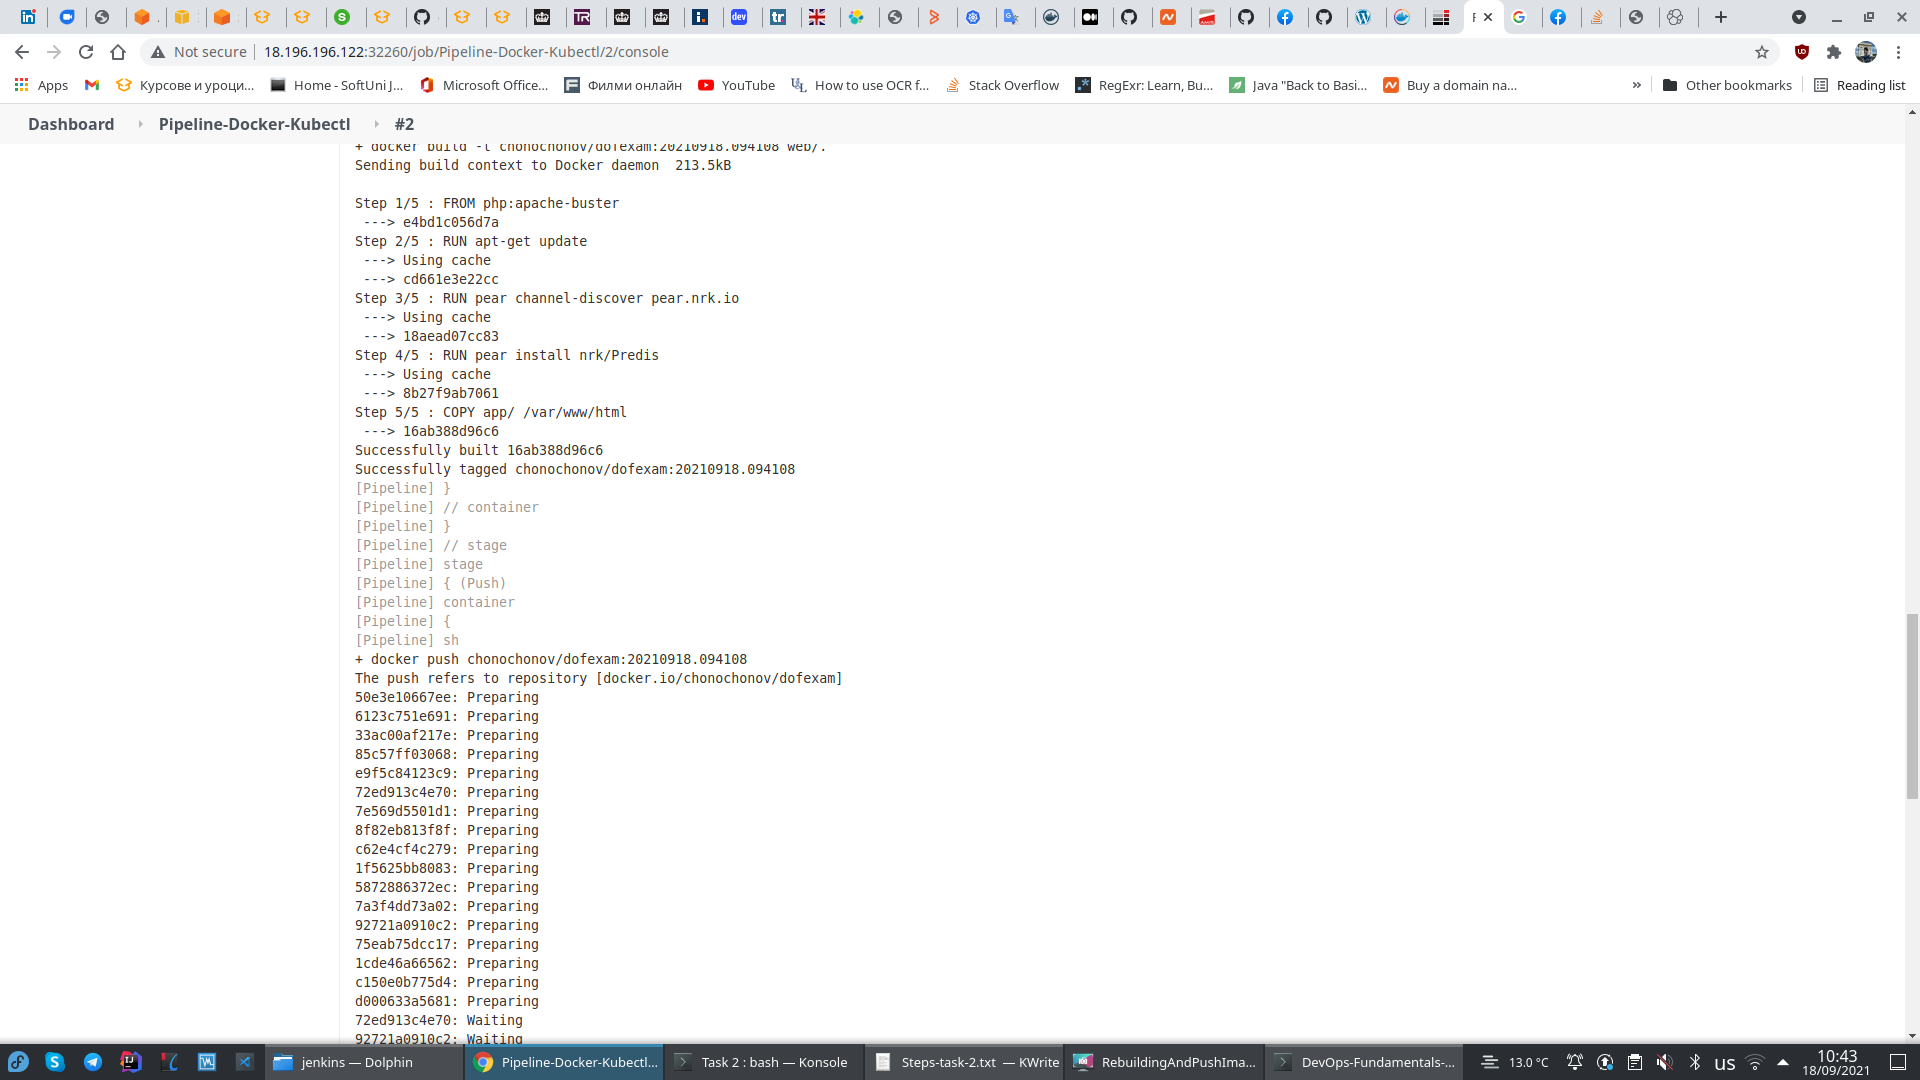 Not secure
18.196.196.122:32260/job/Pipeline-Docker-Kubectl/2/console
Apps
Курсове и уроци...
Home - SoftUni J...
Microsoft Office...
Филми онлайн
YouTube
How to use OCR f...
Stack Overflow
RegExr: Learn, Bu...
Java "Back to Basi...
Buy a domain na...
»
Other bookmarks
Reading list
Dashboard
Pipeline-Docker-Kubectl
#2
+ docker build -t chonochonov/dofexam:20210918.094108 web/.
Sending build context to Docker daemon  213.5kB
Step 1/5 : FROM php:apache-buster
---> e4bd1c056d7a
Step 2/5 : RUN apt-get update
---> Using cache
---> cd661e3e22cc
Step 3/5 : RUN pear channel-discover pear.nrk.io
---> Using cache
---> 18aead07cc83
Step 4/5 : RUN pear install nrk/Predis
---> Using cache
---> 8b27f9ab7061
Step 5/5 : COPY app/ /var/www/html
---> 16ab388d96c6
Successfully built 16ab388d96c6
Successfully tagged chonochonov/dofexam:20210918.094108
[Pipeline] }
[Pipeline] // container
[Pipeline] }
[Pipeline] // stage
[Pipeline] stage
[Pipeline] { (Push)
[Pipeline] container
[Pipeline] {
[Pipeline] sh
+ docker push chonochonov/dofexam:20210918.094108
The push refers to repository [docker.io/chonochonov/dofexam]
50e3e10667ee: Preparing
6123c751e691: Preparing
33ac00af217e: Preparing
85c57ff03068: Preparing
e9f5c84123c9: Preparing
72ed913c4e70: Preparing
7e569d5501d1: Preparing
8f82eb813f8f: Preparing
c62e4cf4c279: Preparing
1f5625bb8083: Preparing
5872886372ec: Preparing
7a3f4dd73a02: Preparing
92721a0910c2: Preparing
75eab75dcc17: Preparing
1cde46a66562: Preparing
c150e0b775d4: Preparing
d000633a5681: Preparing
72ed913c4e70: Waiting
92721a0910c2: Waiting
jenkins — Dolphin
Pipeline-Docker-Kubectl...
Task 2 : bash — Konsole
Steps-task-2.txt — KWrite
RebuildingAndPushIma...
DevOps-Fundamentals-...
13.0 °C
US
10:43
18/09/2021